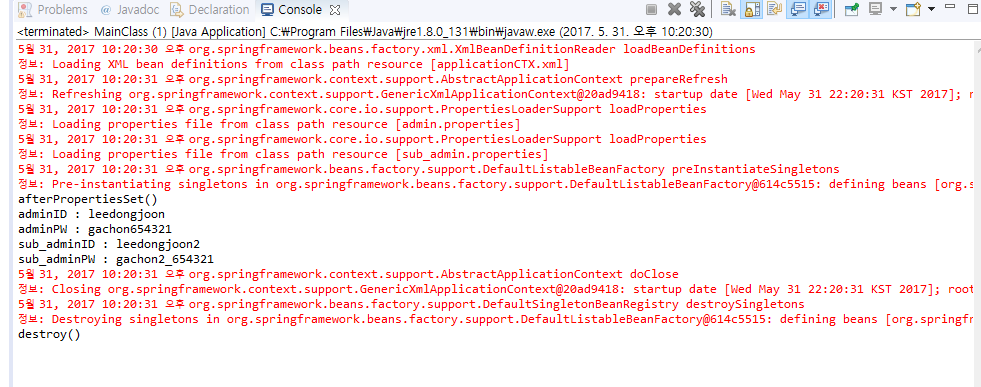 Problems @ Javadoc Declaration Console
<terminated> MainClass (1) [Java Application] C:₩Program Files₩Java₩jre1.8.0_131₩bin₩javaw.exe (2017. 5. 31. 오후 10:20:30)
5월 31, 2017 10:20:30 오후 org.springframework.beans.factory.xml.XmlBeanDefinitionReader loadBeanDefinitions
정보: Loading XML bean definitions from class path resource [applicationCTX.xml]
5월 31, 2017 10:20:31 오후 org.springframework.context.support.AbstractApplicationContext prepareRefresh
정보: Refreshing org.springframework.context.support.GenericXmlApplicationContext@20ad9418: startup date [Wed May 31 22:20:31 KST 2017]; r
5월 31, 2017 10:20:31 오후 org.springframework.core.io.support.PropertiesLoaderSupport loadProperties
정보: Loading properties file from class path resource [admin.properties]
5월 31, 2017 10:20:31 오후 org.springframework.core.io.support.PropertiesLoaderSupport loadProperties
정보: Loading properties file from class path resource [sub_admin.properties]
5월 31, 2017 10:20:31 오후 org.springframework.beans.factory.support.DefaultListableBeanFactory preInstantiateSingletons
정보: Pre-instantiating singletons in org.springframework.beans.factory.support.DefaultListableBeanFactory@614c5515: defining beans [org.s
afterPropertiesSet()
adminID : leedongjoon
adminPW : gachon654321
sub_adminID : leedongjoon2
sub_adminPW : gachon2_654321
5월 31, 2017 10:20:31 오후 org.springframework.context.support.AbstractApplicationContext doClose
정보: Closing org.springframework.context.support.GenericXmlApplicationContext@20ad9418: startup date [Wed May 31 22:20:31 KST 2017]; root
5월 31, 2017 10:20:31 오후 org.springframework.beans.factory.support.DefaultSingletonBeanRegistry destroySingletons
정보: Destroying singletons in org.springframework.beans.factory.support.DefaultListableBeanFactory@614c5515: defining beans [org.springfr
destroy()